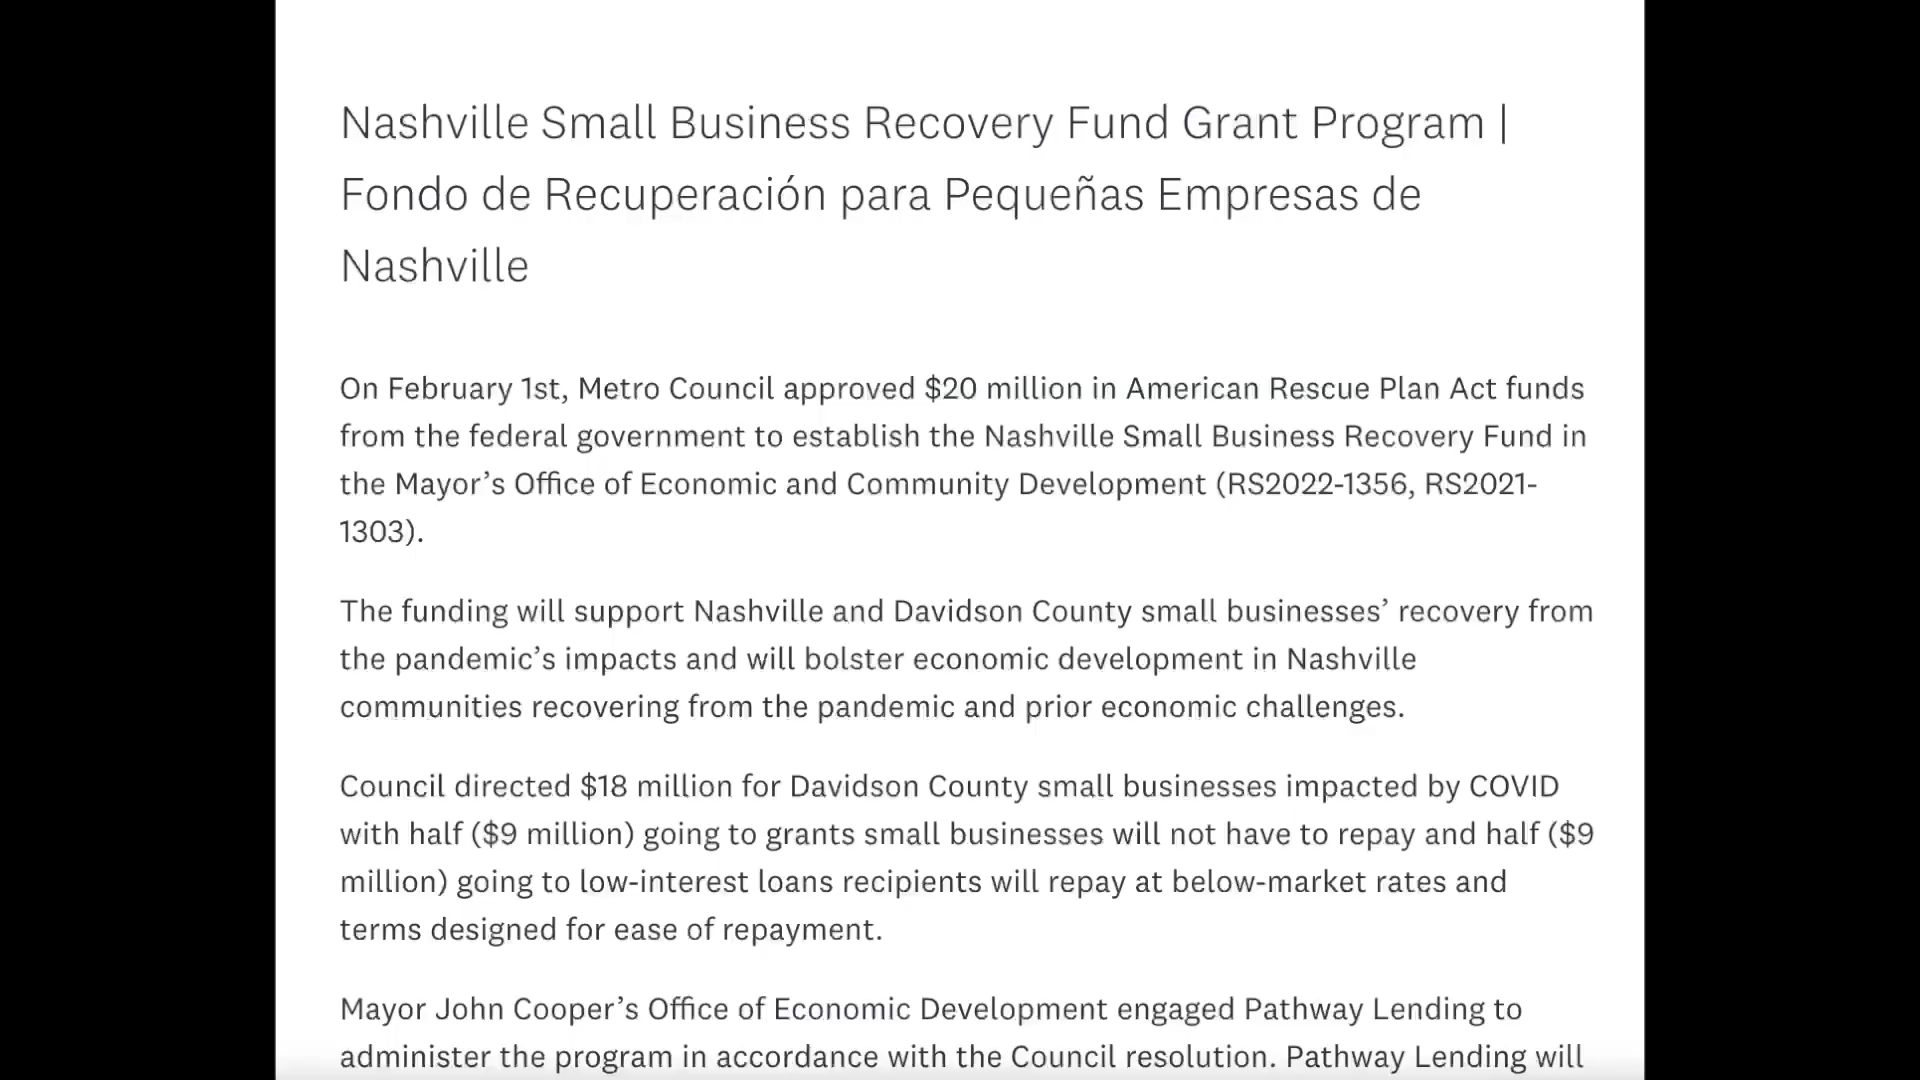 Nashville Small Business Recovery Fund Grant Program |
Fondo de Recuperación para Pequeñas Empresas de
Nashville
On February 1st, Metro Council approved $20 million in American Rescue Plan Act funds
from the federal government to establish the Nashville Small Business Recovery Fund in
the Mayor’s Office of Economic and Community Development (RS2022-1356, RS2021-
1303).
The funding will support Nashville and Davidson County small businesses’ recovery from
the pandemic’s impacts and will bolster economic development in Nashville
communities recovering from the pandemic and prior economic challenges.
Council directed $18 million for Davidson County small businesses impacted by COVID
with half ($9 million) going to grants small businesses will not have to repay and half ($9
million) going to low-interest loans recipients will repay at below-market rates and
terms designed for ease of repayment.
Mayor John Cooper’s Office of Economic Development engaged Pathway Lending to
administer the program in accordance with the Council resolution. Pathway Lending will